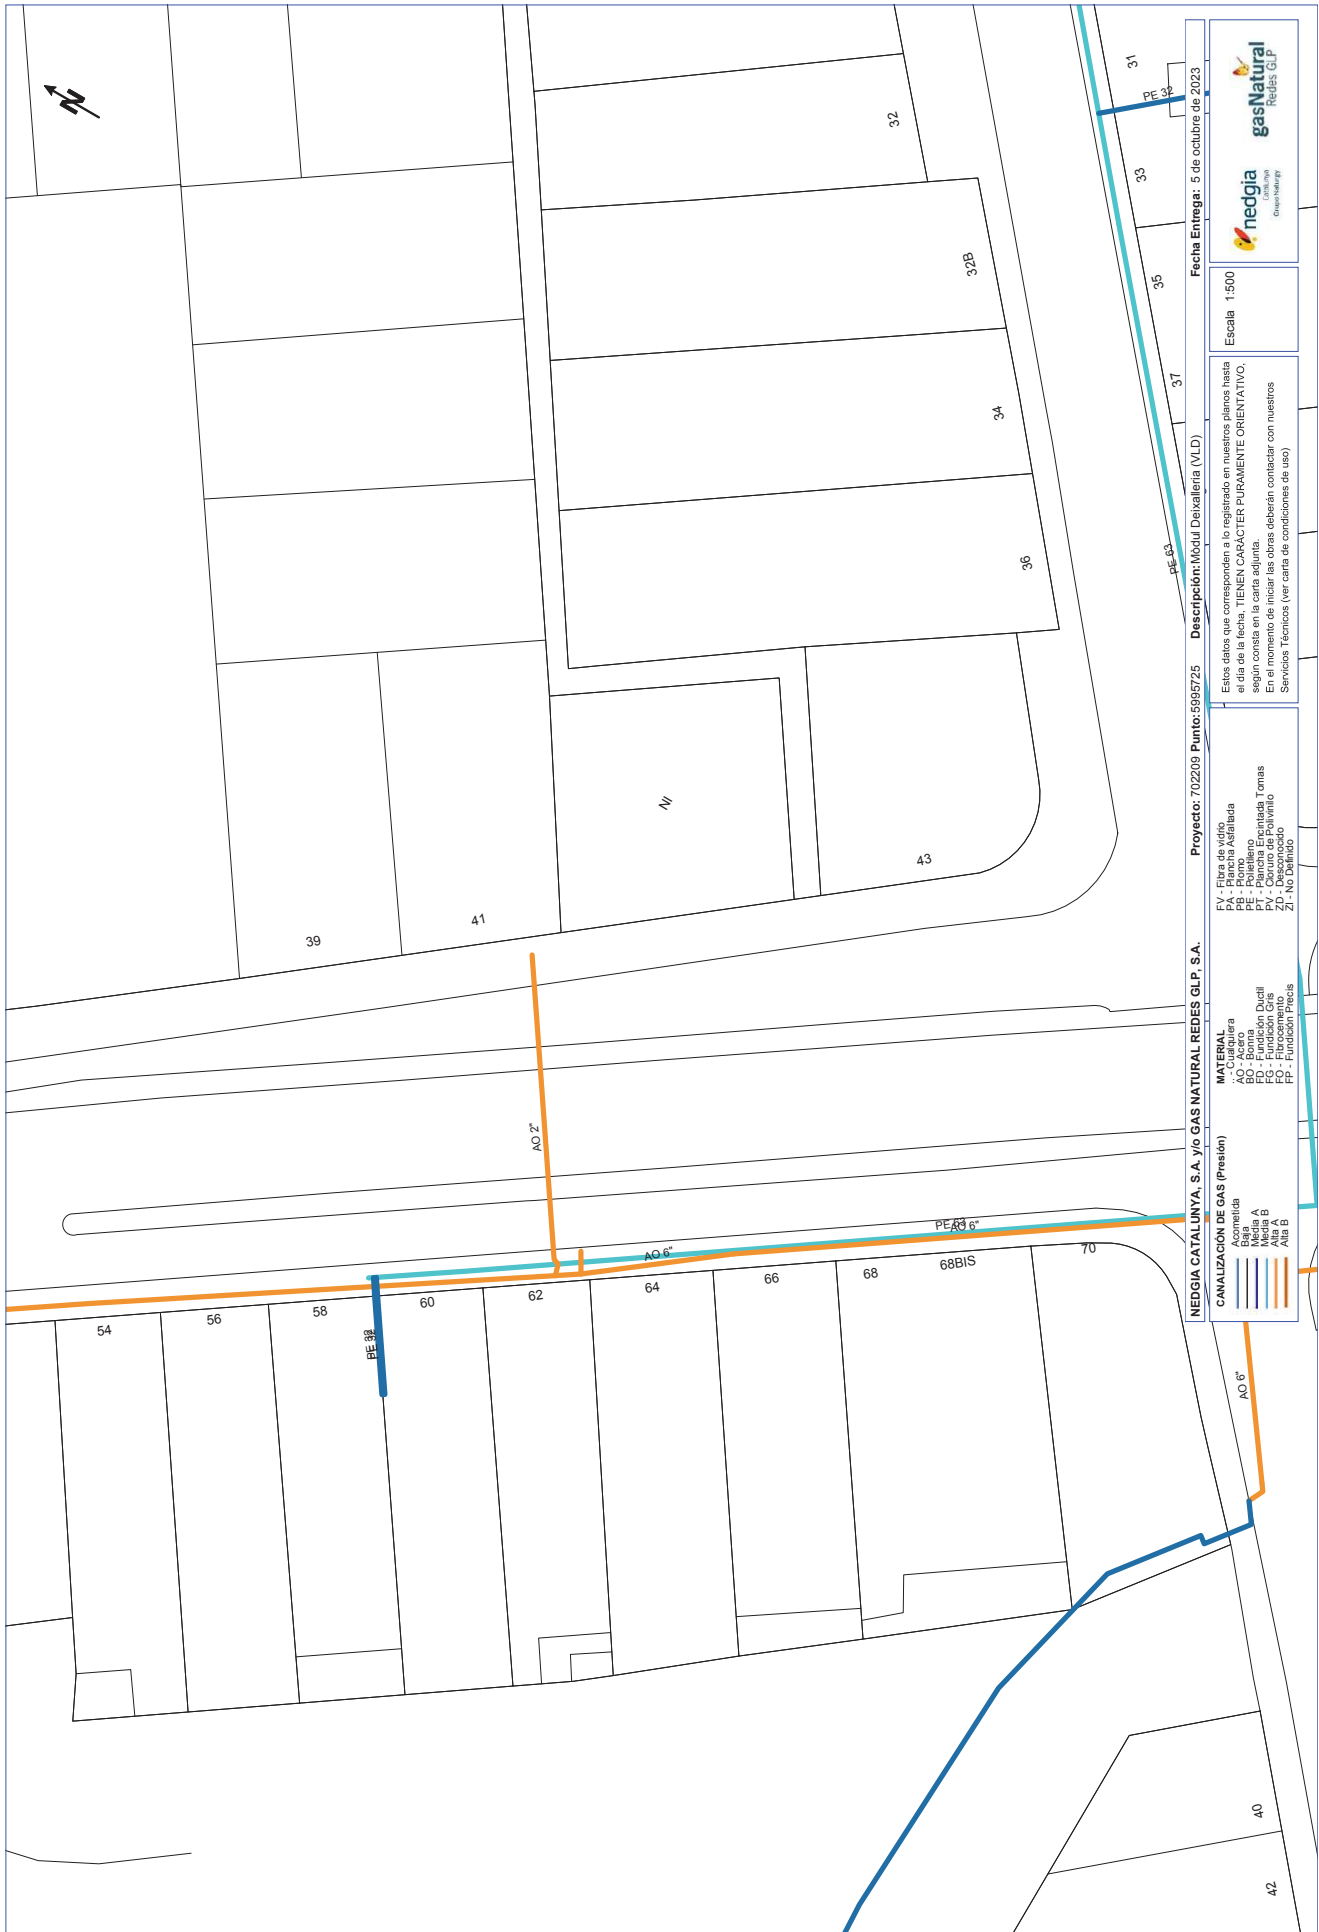 N
31
PE 32
33
35
37
PE 63
32
32B
34
36
NI
43
41
39
AO 2"
AO 6"
PE 63
AO 6"
54
56
58
60
62
64
66
68
68BIS
70
PE 32
AO 6"
40
42
NEDGIA CATALUNYA, S.A. y/o GAS NATURAL REDES GLP, S.A.
Proyecto: 702209 Punto:5995725
Descripción:Mòdul Deixalleria (VLD)
Fecha Entrega: 5 de octubre de 2023
CANALIZACIÓN DE GAS (Presión)
Acometida
Baja
Media A
Media B
Alta A
Alta B
MATERIAL
.. - Cualquiera
AO - Acero
BO - Bonna
FD - Fundición Ductil
FG - Fundición Gris
FO - Fibrocemento
FP - Fundición Precis
FV - Fibra de vidrio
PA - Plancha Asfaltada
PB - Plomo
PE - Polietileno
PT - Plancha Encintada Tomas
PV - Cloruro de Polivinilo
ZD - Desconocido
ZI - No Definido
Estos datos que corresponden a lo registrado en nuestros planos hasta
el día de la fecha, TIENEN CARÁCTER PURAMENTE ORIENTATIVO,
según consta en la carta adjunta.
En el momento de iniciar las obras deberán contactar con nuestros
Servicios Técnicos (ver carta de condiciones de uso)
Escala 1:500
nedgia
Catalunya
Grupo Naturgy
gasNatural
Redes GLP